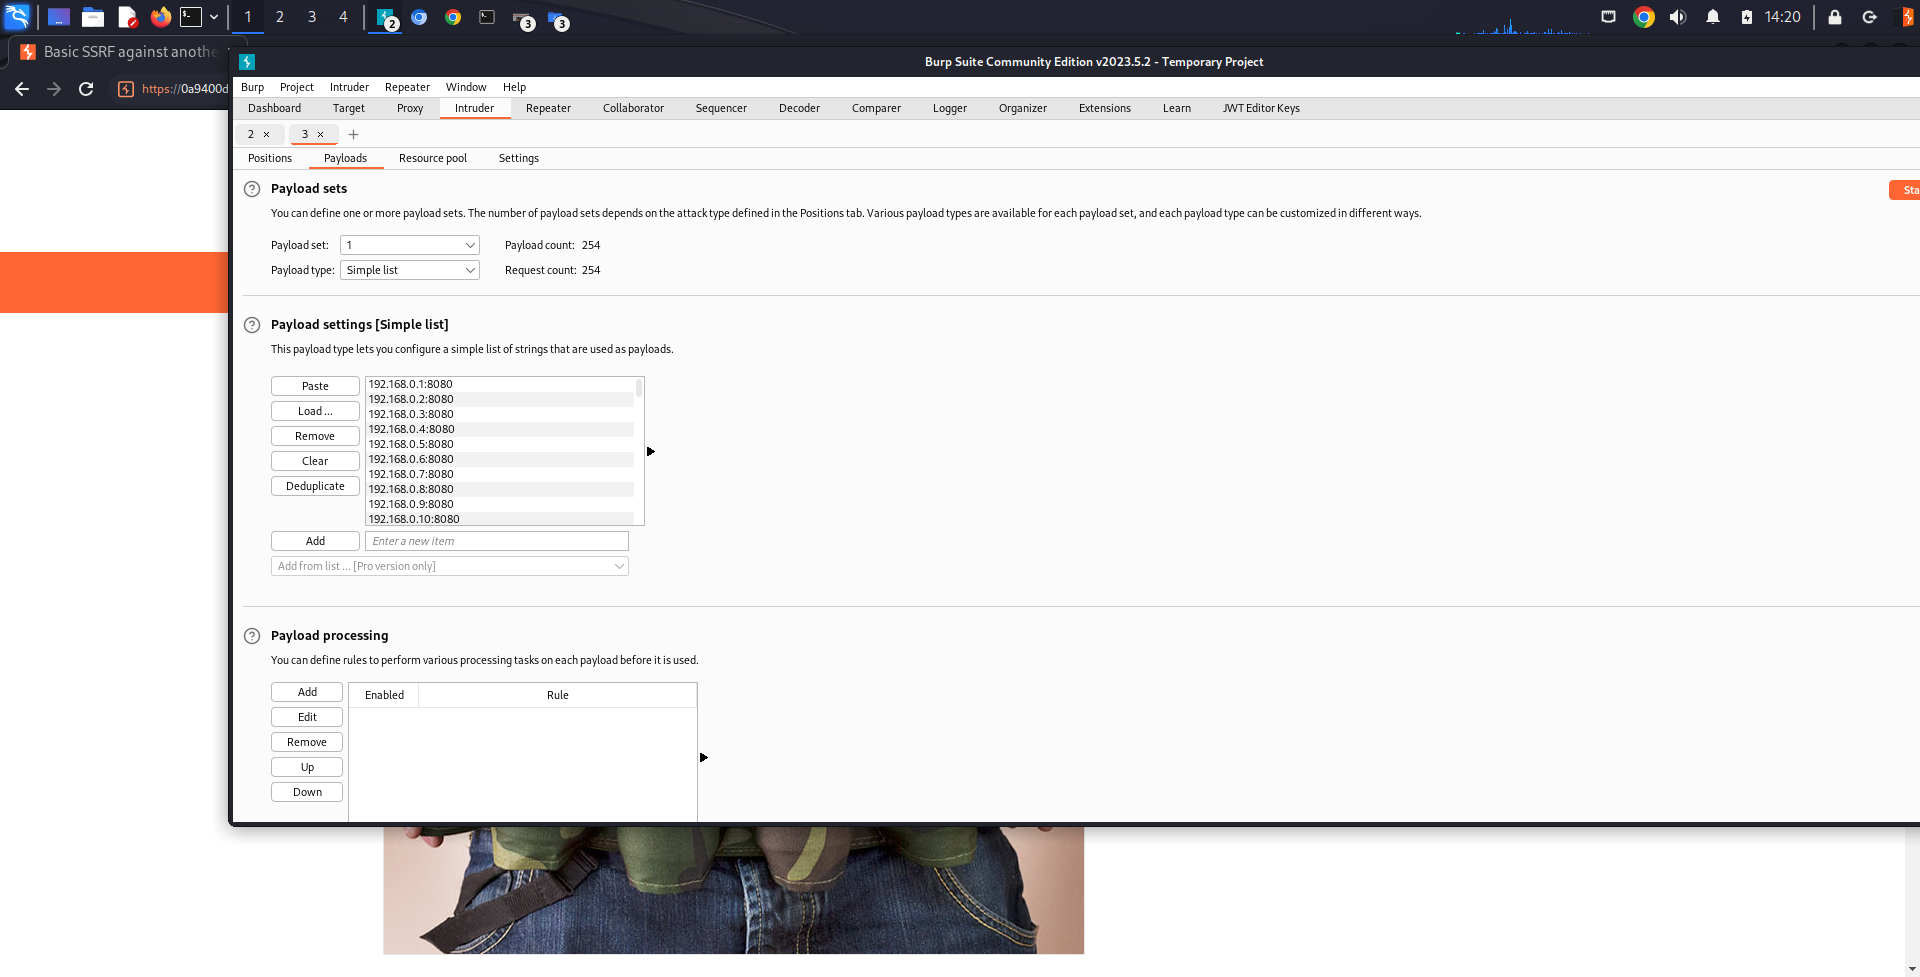 1 2 3 4 2 3 3 14:20
Basic SSRF against anothe
Burp Suite Community Edition v2023.5.2 - Temporary Project
https://0a9400d
Burp Project Intruder Repeater Window Help
Dashboard Target Proxy Intruder Repeater Collaborator Sequencer Decoder Comparer Logger Organizer Extensions Learn JWT Editor Keys
2 × 3 × +
Positions Payloads Resource pool Settings
? Payload sets
Sta
You can define one or more payload sets. The number of payload sets depends on the attack type defined in the Positions tab. Various payload types are available for each payload set, and each payload type can be customized in different ways.
Payload set: 1 Payload count: 254
Payload type: Simple list Request count: 254
? Payload settings [Simple list]
This payload type lets you configure a simple list of strings that are used as payloads.
Paste
Load ...
Remove
Clear
Deduplicate
192.168.0.1:8080
192.168.0.2:8080
192.168.0.3:8080
192.168.0.4:8080
192.168.0.5:8080
192.168.0.6:8080
192.168.0.7:8080
192.168.0.8:8080
192.168.0.9:8080
192.168.0.10:8080
Add Enter a new item
Add from list ... [Pro version only]
? Payload processing
You can define rules to perform various processing tasks on each payload before it is used.
Add
Edit
Remove
Up
Down
Enabled Rule